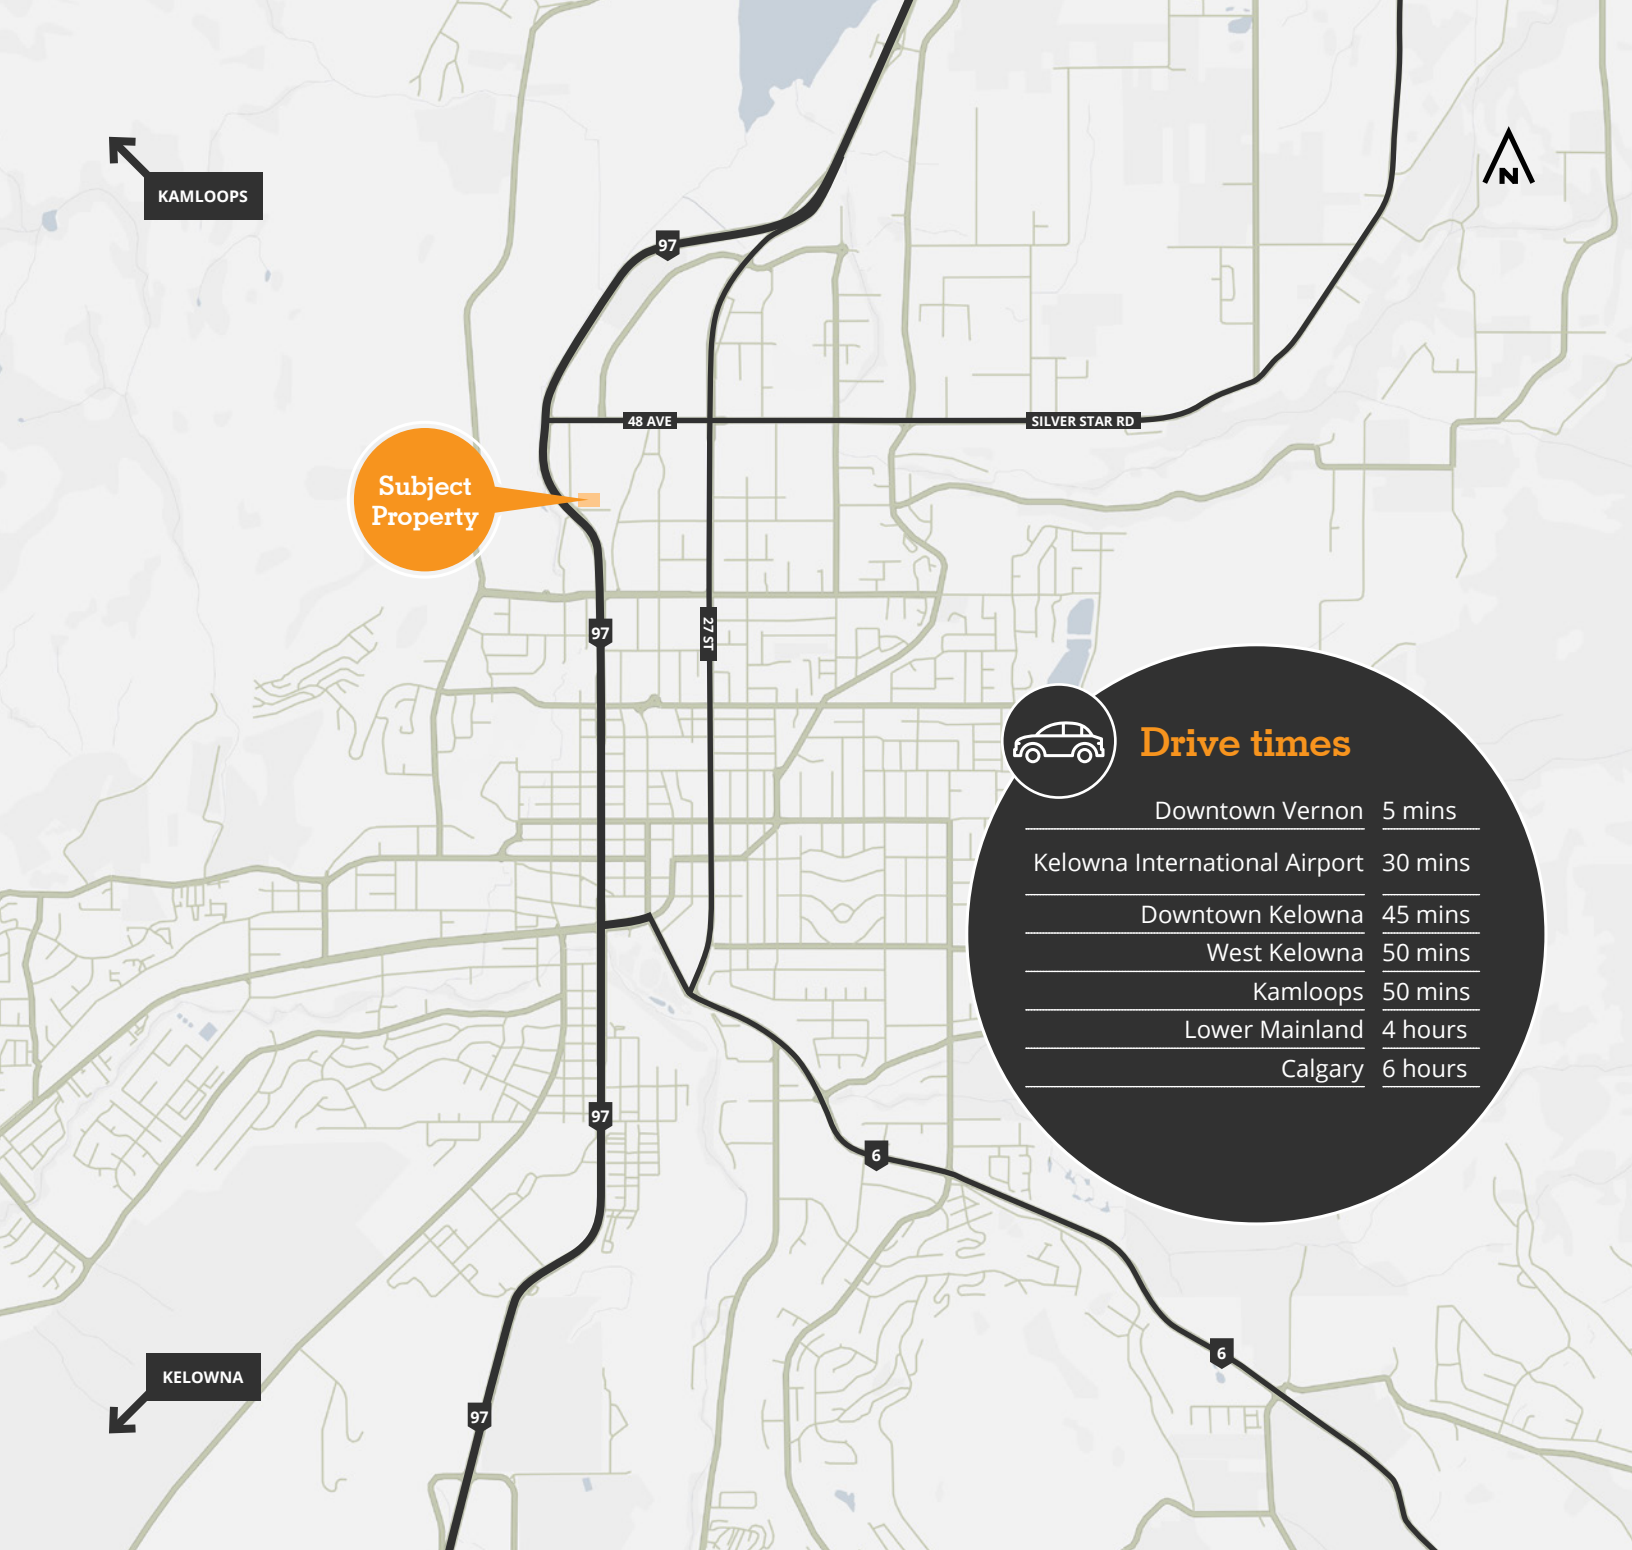 N
KAMLOOPS
97
48 AVE
SILVER STAR RD
Subject
Property
97
27 ST
Drive times
Downtown Vernon 5 mins
Kelowna International Airport 30 mins
Downtown Kelowna 45 mins
West Kelowna 50 mins
Kamloops 50 mins
Lower Mainland 4 hours
Calgary 6 hours
97
6
6
KELOWNA
97